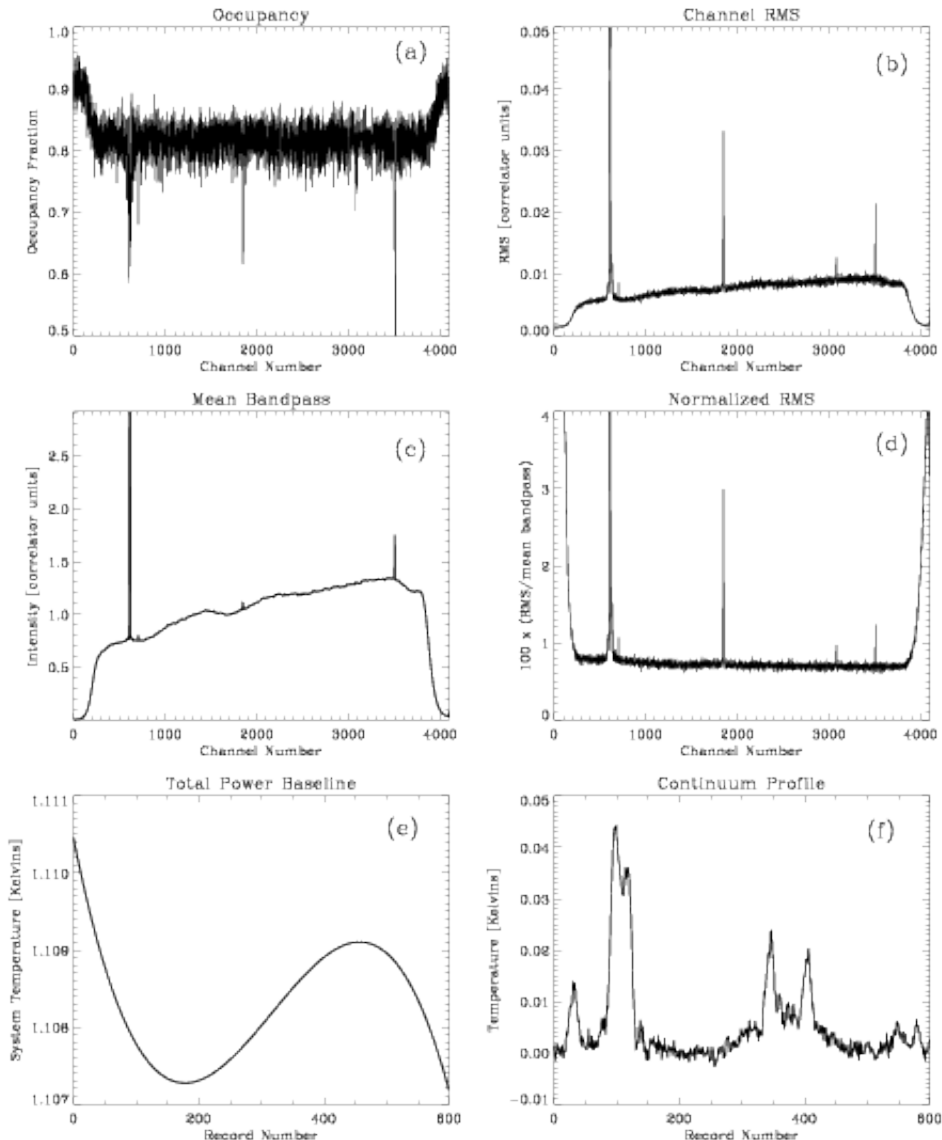 Occupancy
(a)
Occupancy Fraction
1.0
0.9
0.8
0.7
0.6
0.5
0 1000 2000 3000 4000
Channel Number
Channel RMS
(b)
RMS [correlator units]
0.05
0.04
0.03
0.02
0.01
0.00
0 1000 2000 3000 4000
Channel Number
Mean Bandpass
(c)
Intensity [correlator units]
2.5
2.0
1.5
1.0
0.5
0 1000 2000 3000 4000
Channel Number
Normalized RMS
(d)
100 x (RMS/mean bandpass)
4
3
2
1
0
0 1000 2000 3000 4000
Channel Number
Total Power Baseline
(e)
System Temperature [Kelvins]
1.111
1.110
1.109
1.108
1.107
0 200 400 600
Record Number
Continuum Profile
(f)
Temperature [Kelvins]
0.05
0.04
0.03
0.02
0.01
0.00
-0.01
0 200 400 600
Record Number